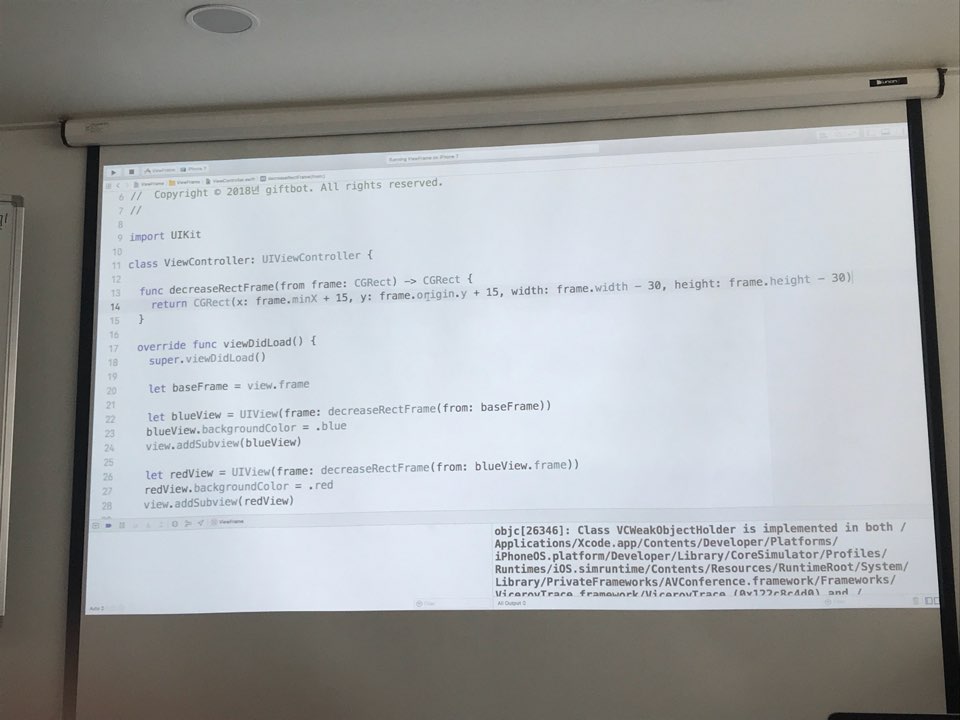 Running ViewFrame on iPhone 7
ViewFrame iPhone 7
ViewFrame ViewFrame ViewController.swift decreaseRectFrame(from:)
6 // Copyright © 2018년 giftbot. All rights reserved.
7 //
8
9 import UIKit
10
11 class ViewController: UIViewController {
12
13 func decreaseRectFrame(from frame: CGRect) -> CGRect {
14 return CGRect(x: frame.minX + 15, y: frame.origin.y + 15, width: frame.width - 30, height: frame.height - 30)
15 }
16
17 override func viewDidLoad() {
18 super.viewDidLoad()
19
20 let baseFrame = view.frame
21
22 let blueView = UIView(frame: decreaseRectFrame(from: baseFrame))
23 blueView.backgroundColor = .blue
24 view.addSubview(blueView)
25
26 let redView = UIView(frame: decreaseRectFrame(from: blueView.frame))
27 redView.backgroundColor = .red
28 view.addSubview(redView)
ViewFrame
objc[26346]: Class VCWeakObjectHolder is implemented in both /
Applications/Xcode.app/Contents/Developer/Platforms/
iPhoneOS.platform/Developer/Library/CoreSimulator/Profiles/
Runtimes/iOS.simruntime/Contents/Resources/RuntimeRoot/System/
Library/PrivateFrameworks/AVConference.framework/Frameworks/
ViceroyTrace.framework/ViceroyTrace (0x122c8c4d0) and /
Auto
Filter
All Output
Filter